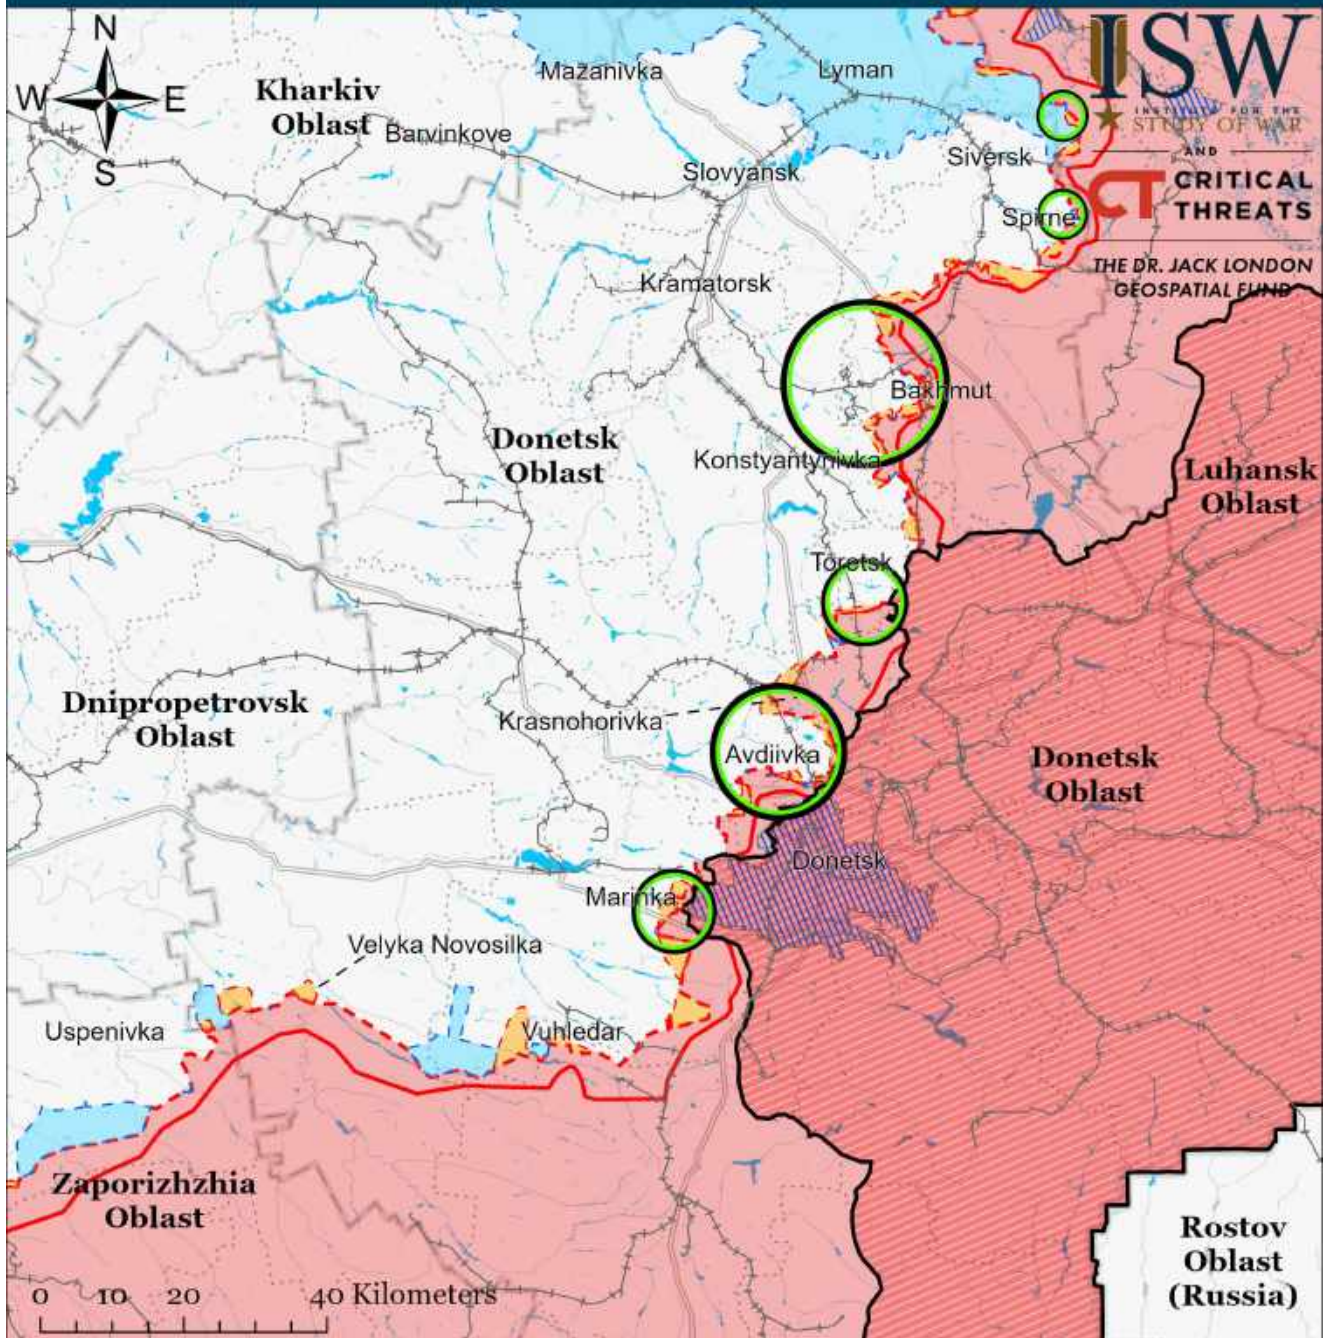 N
W
E
S
Kharkiv
Oblast
Barvinkove
Mazanivka
Lyman
ISW
INSTITUTE FOR THE
STUDY OF WAR
AND
CT CRITICAL
THREATS
THE DR. JACK LONDON
GEOSPATIAL FUND
Slovyansk
Siversk
Spirne
Kramatorsk
Bakhmut
Donetsk
Oblast
Konstyantynivka
Luhansk
Oblast
Toretsk
Dnipropetrovsk
Oblast
Krasnohorivka
Avdiivka
Donetsk
Oblast
Donetsk
Marinka
Velyka Novosilka
Uspenivka
Vuhledar
Zaporizhzhia
Oblast
Rostov
Oblast
(Russia)
0 10 20 40 Kilometers